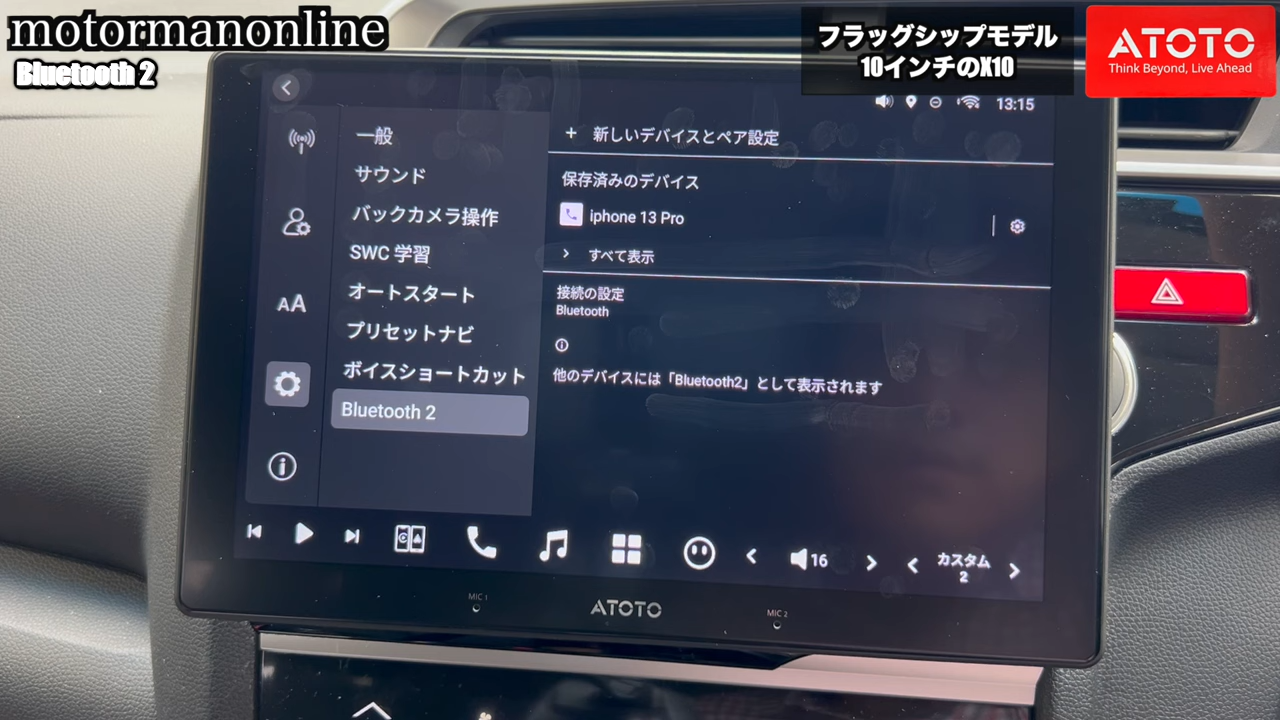 motormanonline
Bluetooth 2
フラッグシップモデル
10インチのX10
ATOTO
Think Beyond, Live Ahead
13:15
一般
サウンド
バックカメラ操作
SWC 学習
オートスタート
プリセットナビ
ボイスショートカット
Bluetooth 2
AA
+ 新しいデバイスとペア設定
保存済みのデバイス
iphone 13 Pro
すべて表示
接続の設定
Bluetooth
他のデバイスには「Bluetooth2」として表示されます
16
カスタム
2
MIC 1
ATOTO
MIC 2